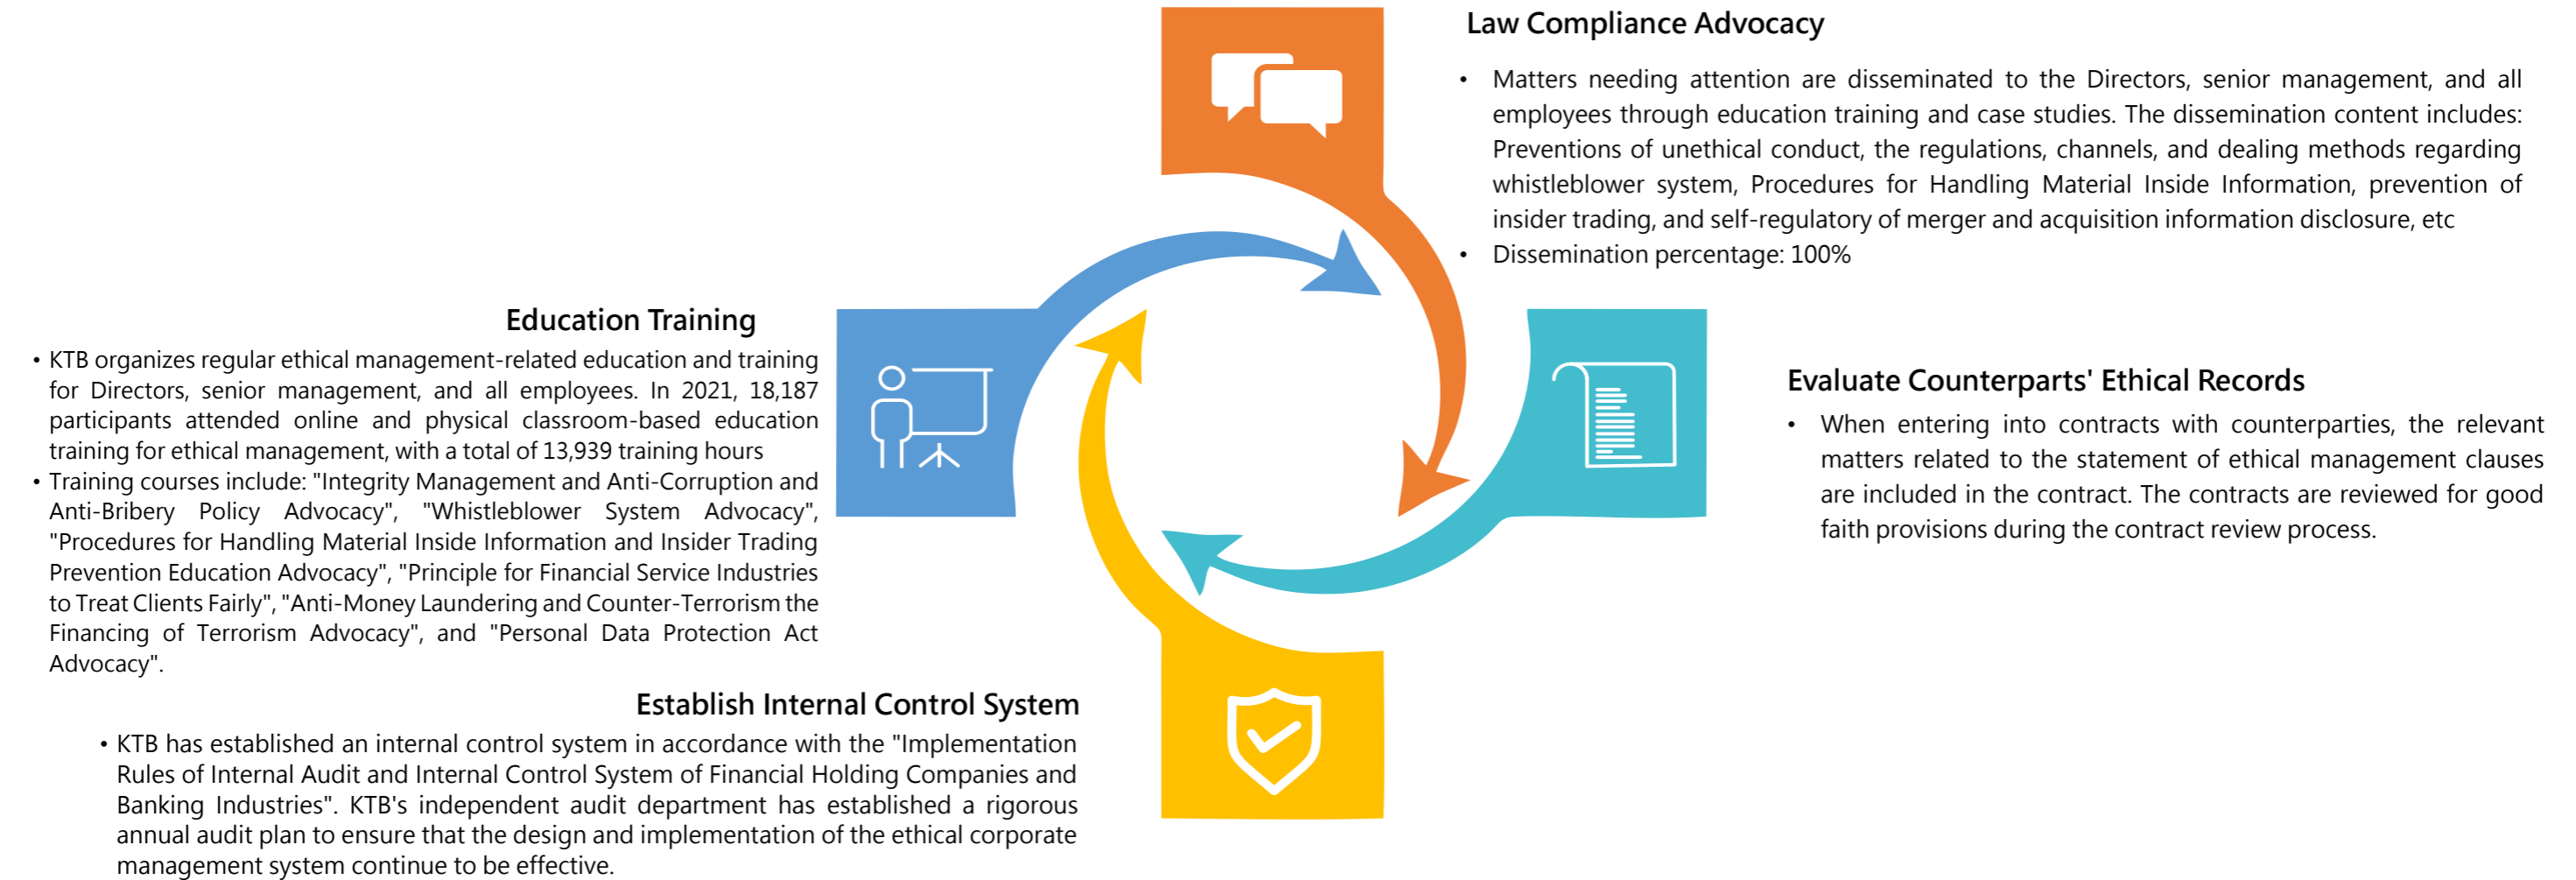 Law Compliance Advocacy
• Matters needing attention are disseminated to the Directors, senior management, and all
employees through education training and case studies. The dissemination content includes:
Preventions of unethical conduct, the regulations, channels, and dealing methods regarding
whistleblower system, Procedures for Handling Material Inside Information, prevention of
insider trading, and self-regulatory of merger and acquisition information disclosure, etc
• Dissemination percentage: 100%
Education Training
• KTB organizes regular ethical management-related education and training
for Directors, senior management, and all employees. In 2021, 18,187
participants attended online and physical classroom-based education
training for ethical management, with a total of 13,939 training hours
• Training courses include: "Integrity Management and Anti-Corruption and
Anti-Bribery Policy Advocacy", "Whistleblower System Advocacy",
"Procedures for Handling Material Inside Information and Insider Trading
Prevention Education Advocacy", "Principle for Financial Service Industries
to Treat Clients Fairly", "Anti-Money Laundering and Counter-Terrorism the
Financing of Terrorism Advocacy", and "Personal Data Protection Act
Advocacy".
Evaluate Counterparts' Ethical Records
• When entering into contracts with counterparties, the relevant
matters related to the statement of ethical management clauses
are included in the contract. The contracts are reviewed for good
faith provisions during the contract review process.
Establish Internal Control System
• KTB has established an internal control system in accordance with the "Implementation
Rules of Internal Audit and Internal Control System of Financial Holding Companies and
Banking Industries". KTB's independent audit department has established a rigorous
annual audit plan to ensure that the design and implementation of the ethical corporate
management system continue to be effective.